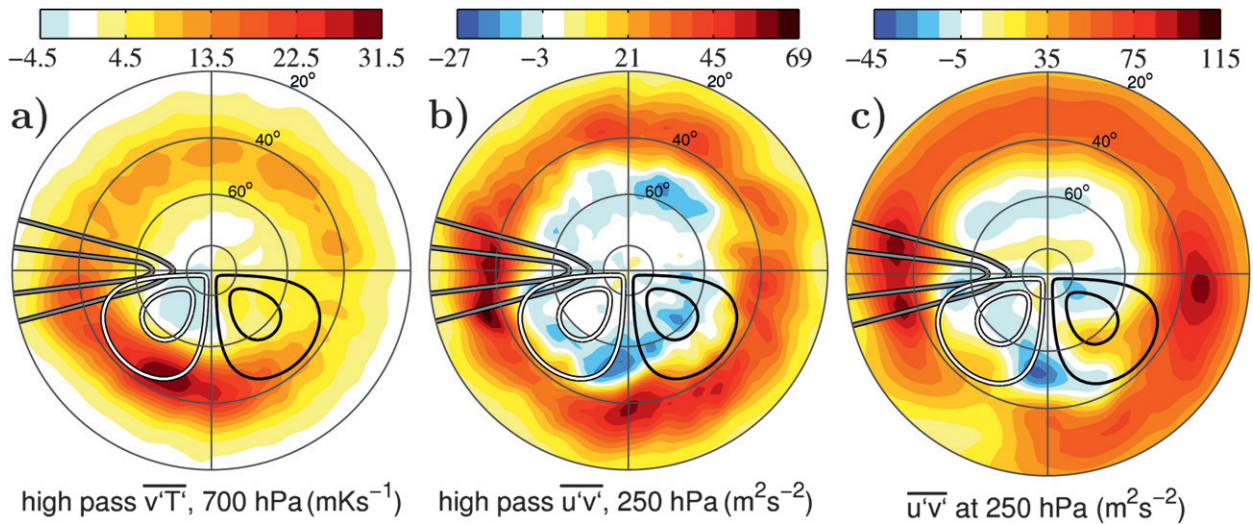 −4.5 4.5 13.5 22.5 31.5
−27 −3 21 45 69
−45 −5 35 75 115
a)
20°
40°
60°
b)
20°
40°
60°
c)
20°
40°
60°
high pass v‘T‘, 700 hPa (mKs⁻¹)
high pass u‘v‘, 250 hPa (m²s⁻²)
u‘v‘ at 250 hPa (m²s⁻²)